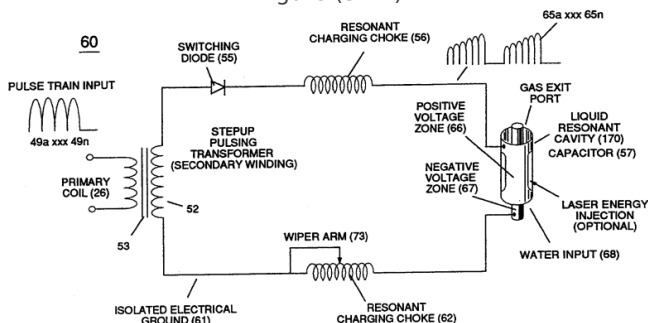 60
RESONANT
CHARGING CHOKE (56)
65a xxx 65n
SWITCHING
DIODE (55)
PULSE TRAIN INPUT
49a xxx 49n
GAS EXIT
PORT
POSITIVE
VOLTAGE
ZONE (66)
LIQUID
RESONANT
CAVITY (170)
CAPACITOR (57)
STEPUP
PULSING
TRANSFORMER
(SECONDARY WINDING)
PRIMARY
COIL (26)
52
53
NEGATIVE
VOLTAGE
ZONE (67)
LASER ENERGY
INJECTION
(OPTIONAL)
WIPER ARM (73)
WATER INPUT (68)
ISOLATED ELECTRICAL
GROUND (61)
RESONANT
CHARGING CHOKE (62)